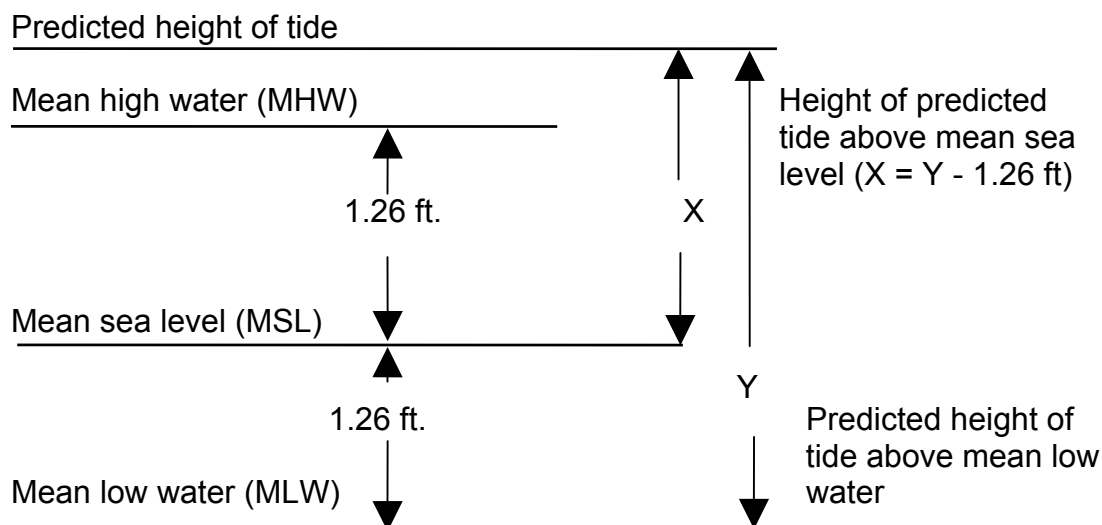 Predicted height of tide
Mean high water (MHW)
Height of predicted
tide above mean sea
level (X = Y - 1.26 ft)
1.26 ft.
X
Mean sea level (MSL)
1.26 ft.
Y
Predicted height of
tide above mean low
water
Mean low water (MLW)